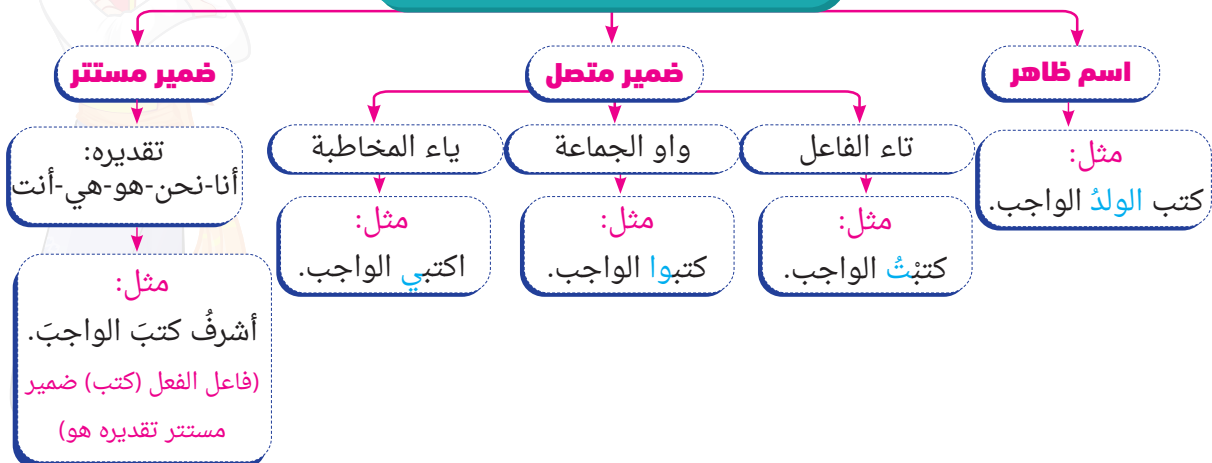 اسم ظاهر
ضمير متصل
ضمير مستتر
تاء الفاعل
واو الجماعة
ياء المخاطبة
مثل:
كتب الولدُ الواجب.
مثل:
كتبْتُ الواجب.
مثل:
كتبوا الواجب.
مثل:
اكتبي الواجب.
تقديره:
أنا-نحن-هو-هي-أنت
مثل:
أشرفُ كتبَ الواجبَ.
(فاعل الفعل (كتب) ضمير
مستتر تقديره هو)